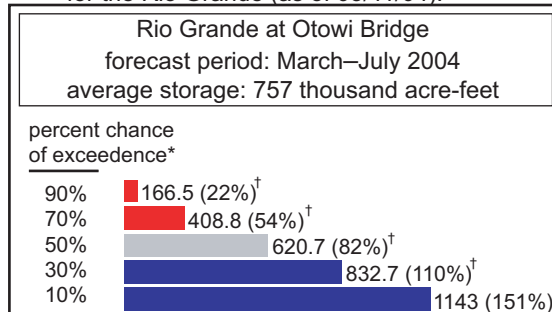 Rio Grande at Otowi Bridge
forecast period: March–July 2004
average storage: 757 thousand acre-feet
percent chance
of exceedence*
90% 166.5 (22%)†
70% 408.8 (54%)†
50% 620.7 (82%)†
30% 832.7 (110%)†
10% 1143 (151%)